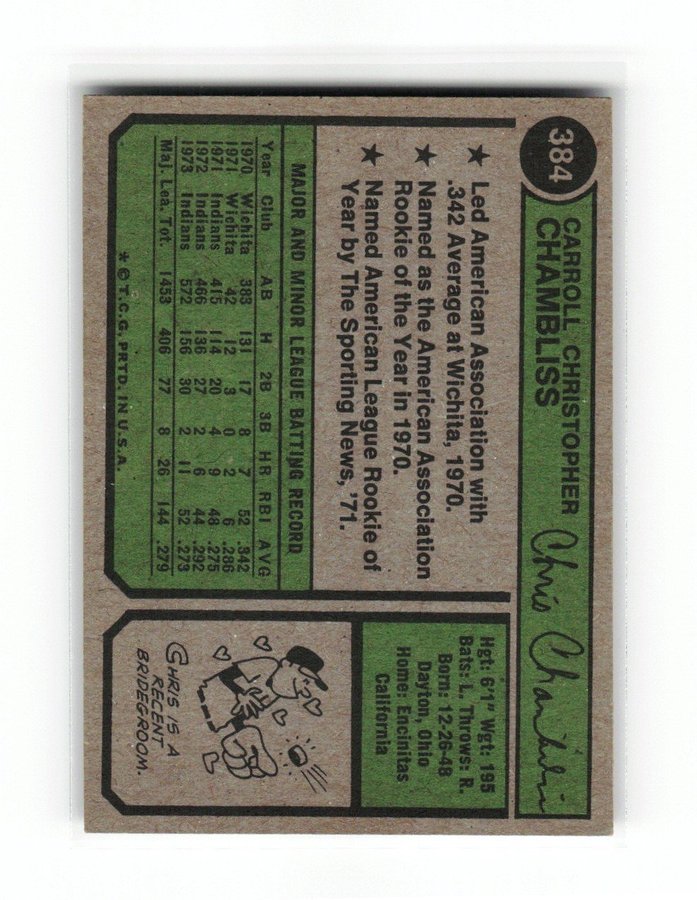 384
CARROLL CHRISTOPHER
CHAMBLISS
Chris Chambliss
★ Led American Association with
.342 Average at Wichita, 1970.
★ Named as the American Association
Rookie of the Year in 1970.
★ Named American League Rookie of
Year by The Sporting News, '71.
MAJOR AND MINOR LEAGUE BATTING RECORD
Year Club AB H 2B 3B HR RBI AVG
1970 Wichita 383 131 17 8 7 52 .342
1971 Wichita 42 12 3 0 2 6 .286
1971 Indians 415 114 20 4 9 48 .275
1972 Indians 466 136 27 2 6 44 .292
1973 Indians 572 156 30 2 11 52 .273
Maj. Lea. Tot. 1453 406 77 8 26 144 .279
* © T.C.G. PRTD. IN U.S.A.
Hgt: 6'1" Wgt: 195
Bats: L. Throws: R.
Born: 12-26-48
Dayton, Ohio
Home: Encinitas
California
CHRIS IS A
RECENT
BRIDEGROOM.